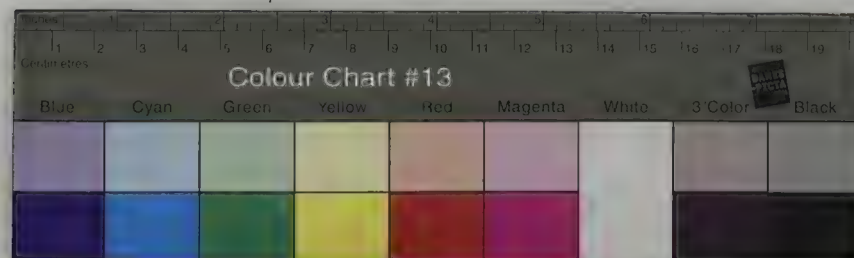 Inches 1 2 3 4 5 6
1 2 3 4 5 6 7 8 9 10 11 12 13 14 15 16 17 18 19
Centimetres
Colour Chart #13
DANES
PICTA
Blue Cyan Green Yellow Red Magenta White 3/Color Black